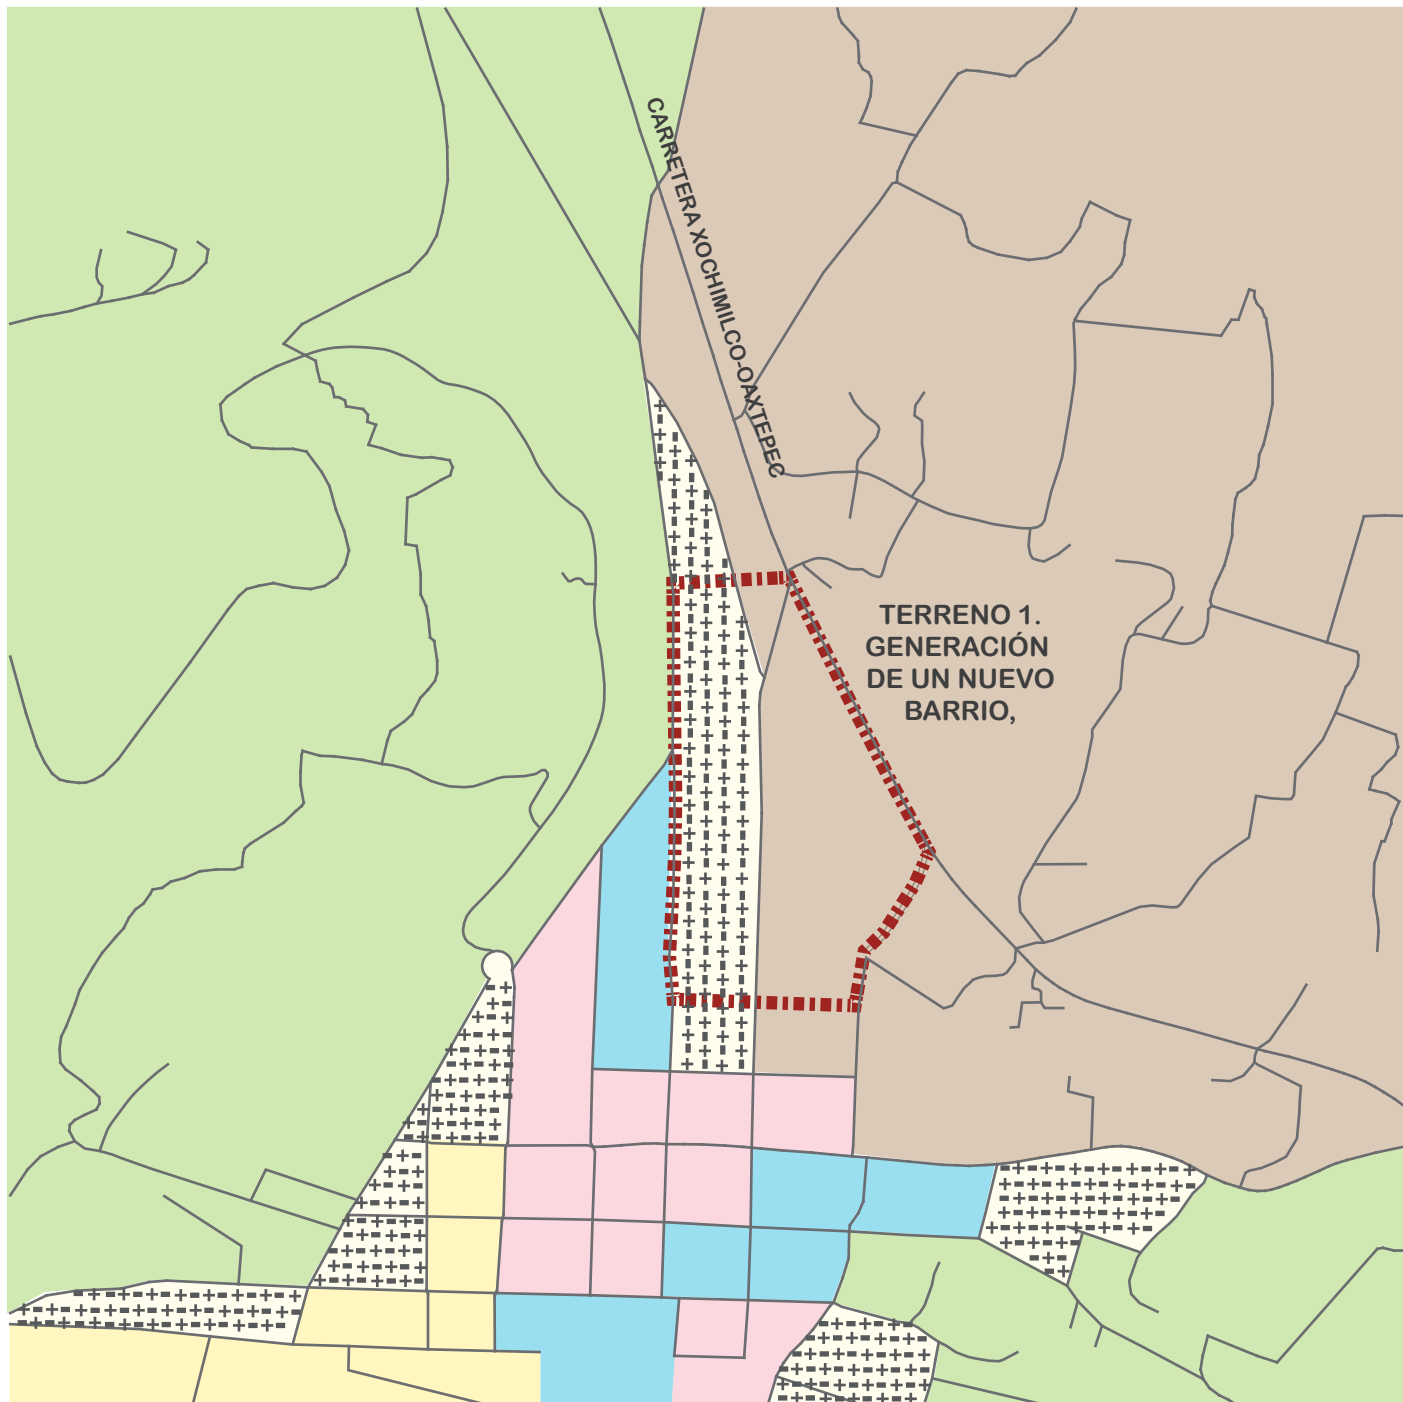 CARRETERA XOCHIMILCO-OAXTEPEC
TERRENO 1.
GENERACIÓN
DE UN NUEVO
BARRIO,